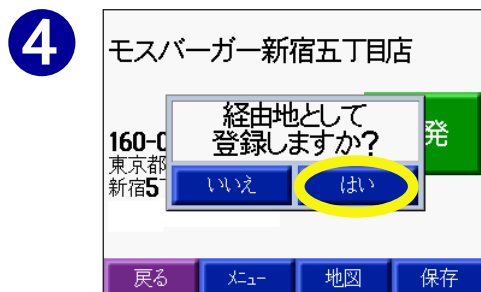 4
モスバーガー新宿五丁目店
経由地として
登録しますか?
160-0
東京都
新宿5
発
いいえ
はい
戻る
メニュー
地図
保存